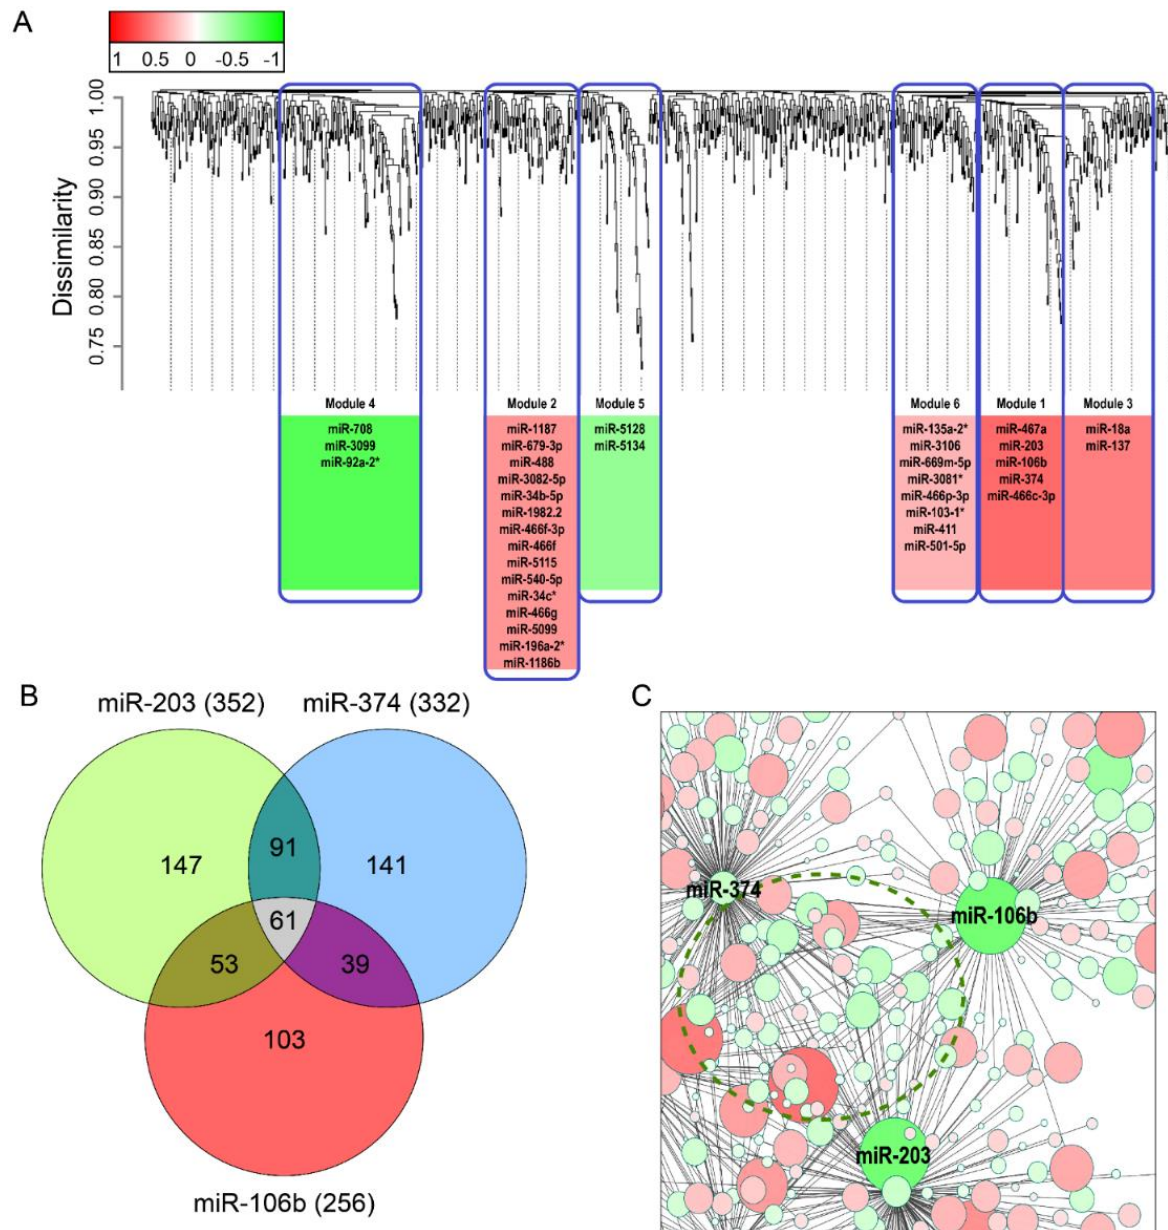 A
1 0.5 0 -0.5 -1
Dissimilarity
1.00
0.95
0.90
0.85
0.80
0.75
Module 4
miR-708
miR-3099
miR-92a-2*
Module 2
miR-1187
miR-679-3p
miR-488
miR-3082-5p
miR-34b-5p
miR-1982.2
miR-466f-3p
miR-466f
miR-5115
miR-540-5p
miR-34c*
miR-466g
miR-5099
miR-196a-2*
miR-1186b
Module 5
miR-5128
miR-5134
Module 6
miR-135a-2*
miR-3106
miR-669m-5p
miR-3081*
miR-466p-3p
miR-103-1*
miR-411
miR-501-5p
Module 1
miR-467a
miR-203
miR-106b
miR-374
miR-466c-3p
Module 3
miR-18a
miR-137
B
miR-203 (352) miR-374 (332)
147 91 141
61
53 39
103
miR-106b (256)
C
miR-374
miR-106b
miR-203